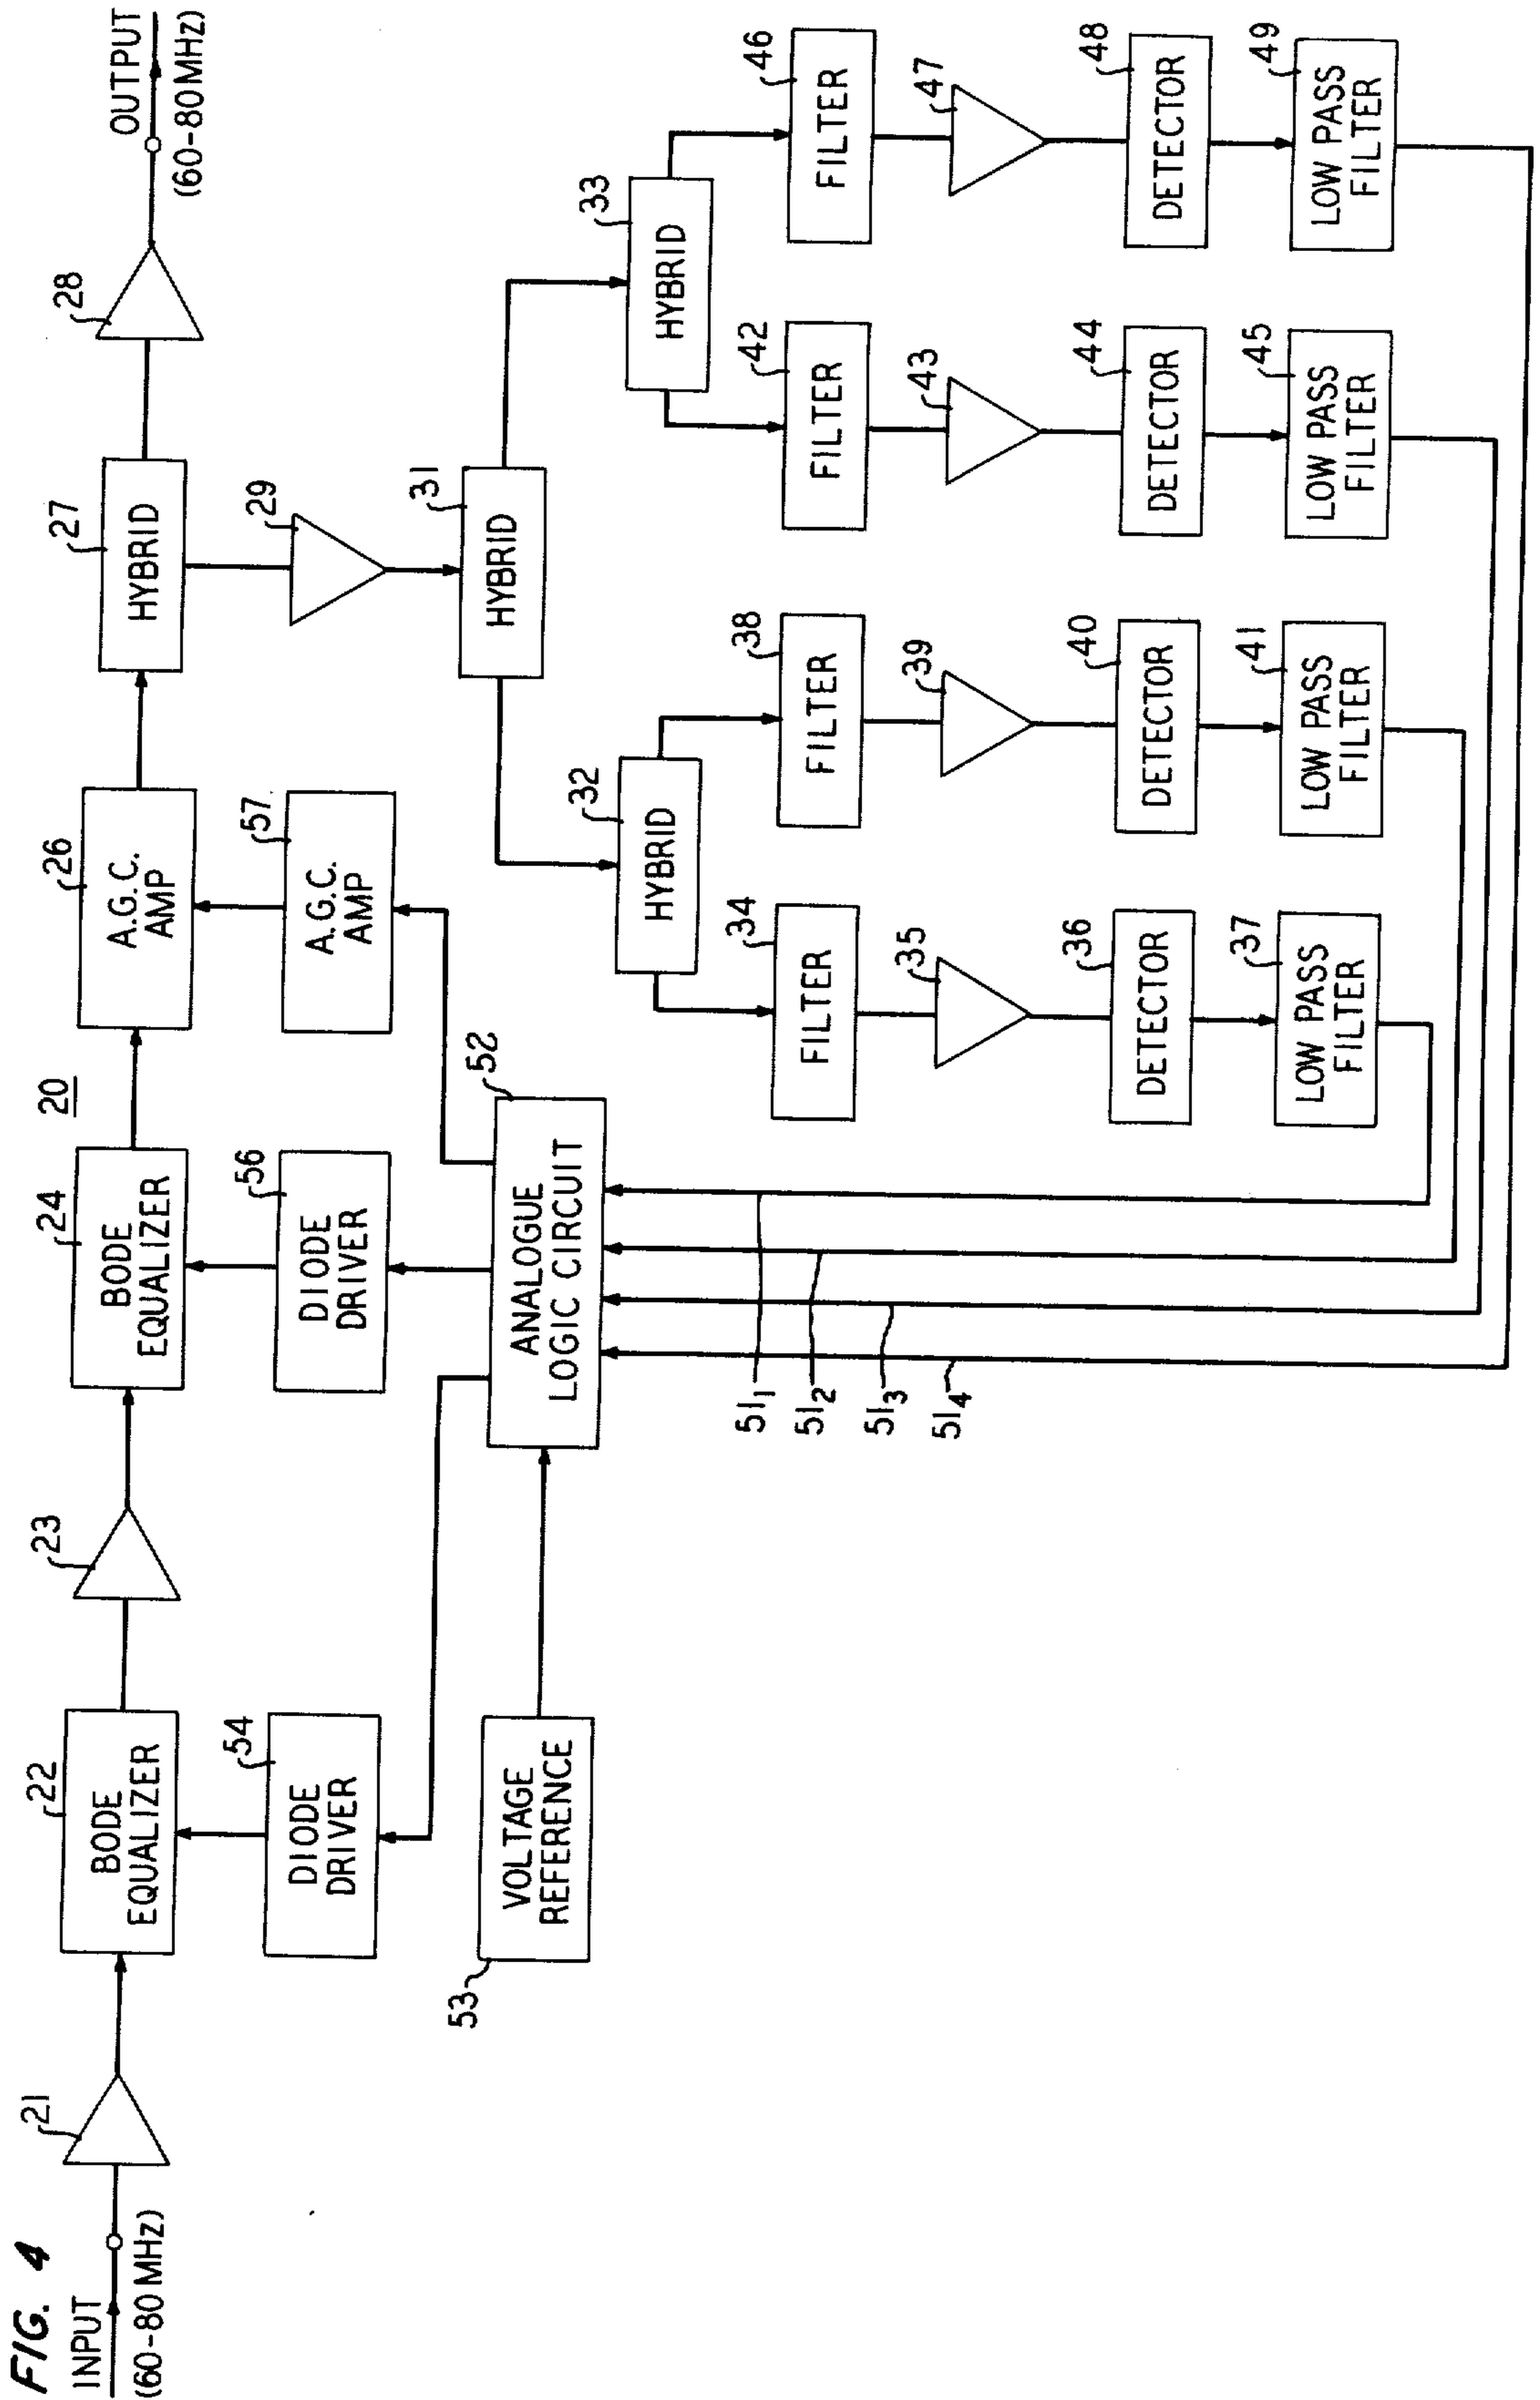 FIG. 4
INPUT
(60-80 MHz)
21
22
BODE
EQUALIZER
23
24
BODE
EQUALIZER
20
26
A.G.C.
AMP
27
HYBRID
28
OUTPUT
(60-80MHz)
54
DIODE
DRIVER
56
DIODE
DRIVER
57
A.G.C.
AMP
29
53
VOLTAGE
REFERENCE
52
ANALOGUE
LOGIC CIRCUIT
31
HYBRID
32
HYBRID
33
HYBRID
34
FILTER
38
FILTER
42
FILTER
46
FILTER
35
39
43
47
36
DETECTOR
40
DETECTOR
44
DETECTOR
48
DETECTOR
37
LOW PASS
FILTER
41
LOW PASS
FILTER
45
LOW PASS
FILTER
49
LOW PASS
FILTER
51₁
51₂
51₃
51₄